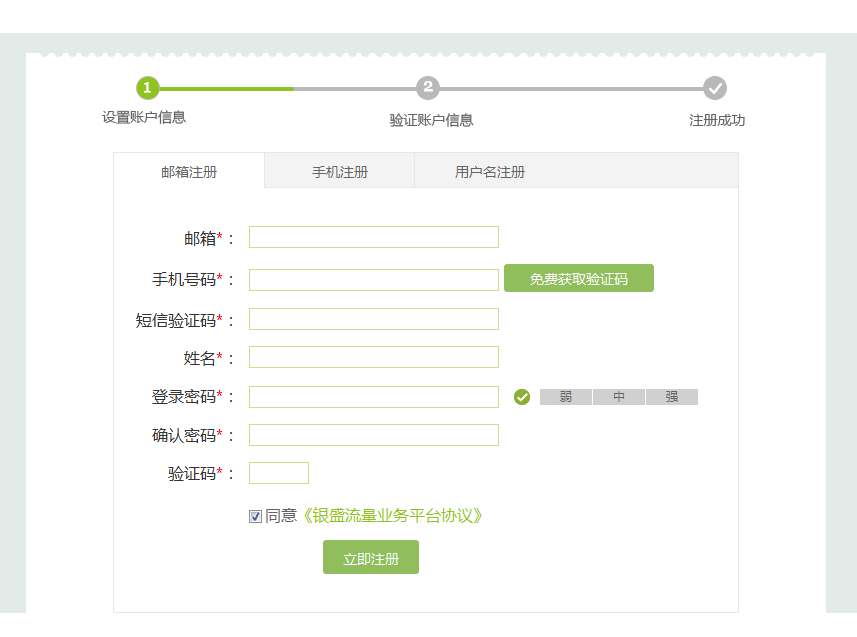 1 2
设置账户信息 验证账户信息 注册成功
邮箱注册 手机注册 用户名注册
邮箱*：
手机号码*： 免费获取验证码
短信验证码*：
姓名*：
登录密码*： 弱 中 强
确认密码*：
验证码*：
同意《银盛流量业务平台协议》
立即注册